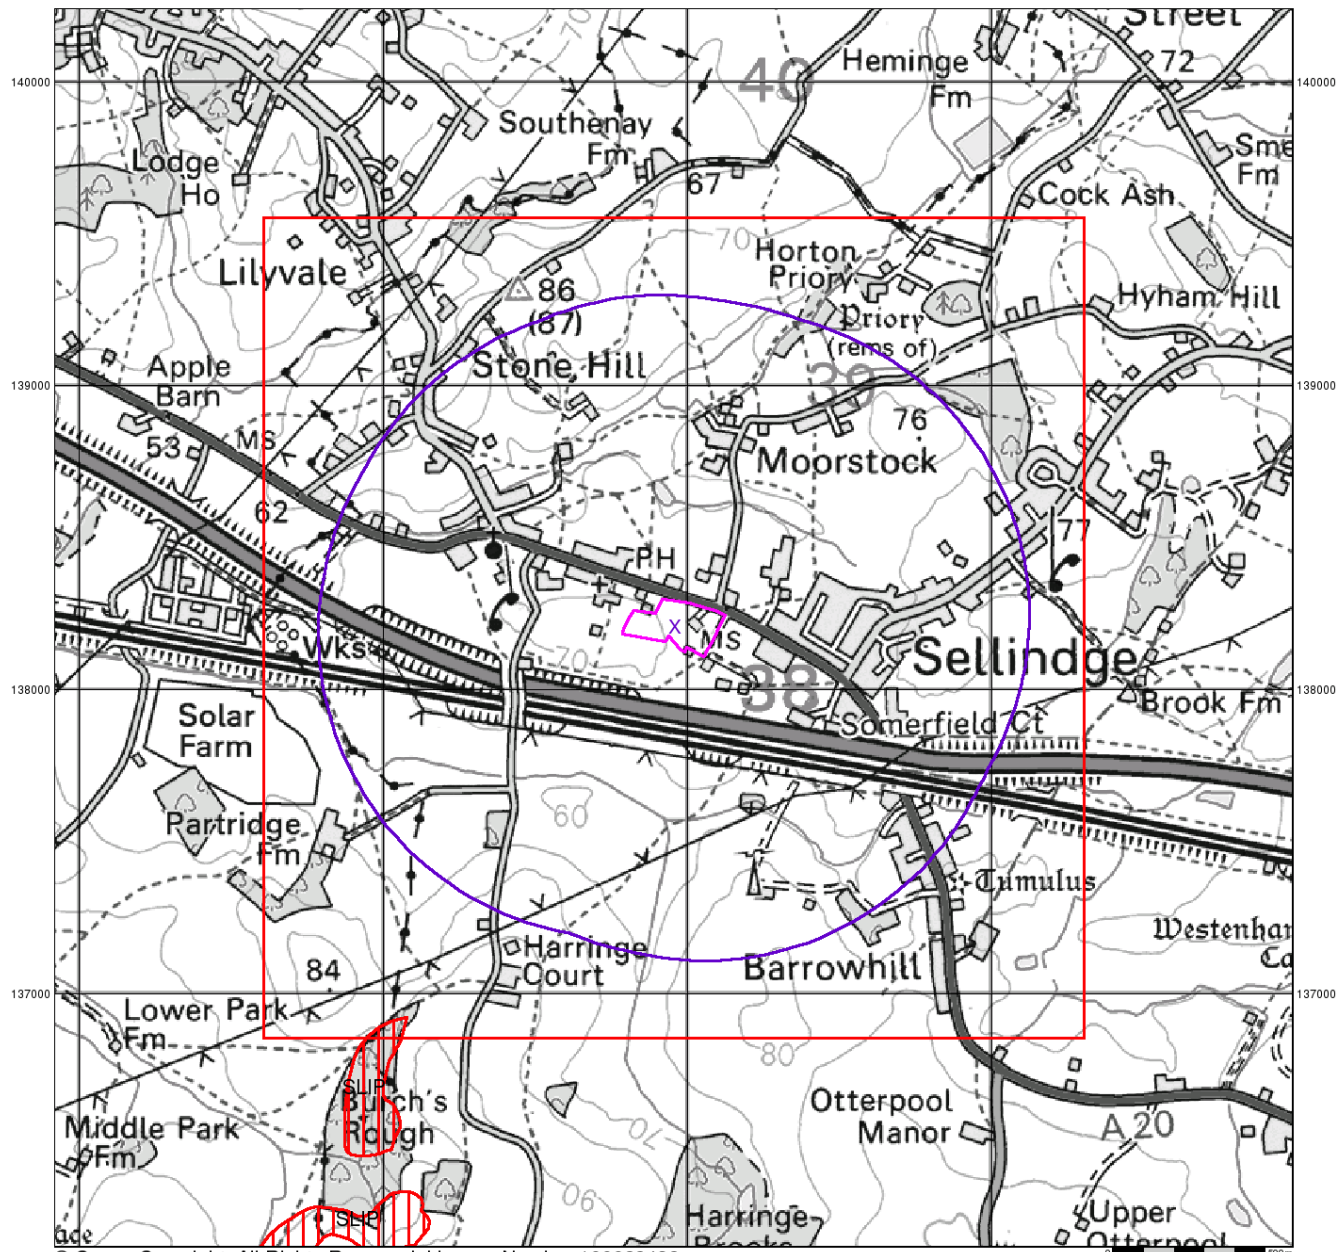 Street
72
140000
40
Heminge
Fm
140000
Southenay
Fm
Lodge
Ho
67
Cock Ash
70
70
Lilyvale
86
(87)
Horton
Priory
Priory
(rems of)
Hyham Hill
Apple
Barn
Stone Hill
139000
39
139000
53
MS
76
Moorstock
62
77
PH
X
MS
Wks
Sellindge
70
138000
38
138000
Somerfield Ct
Brook Fm
Solar
Farm
60
Partridge
Fm
Tumulus
84
Harringe
Court
Barrowhill
137000
137000
Lower Park
Fm
80
SLIP
Burch's
Rough
Middle Park
Fm
Otterpool
Manor
A 20
70
90
SLIP
Harringe
Upper
Otterpool